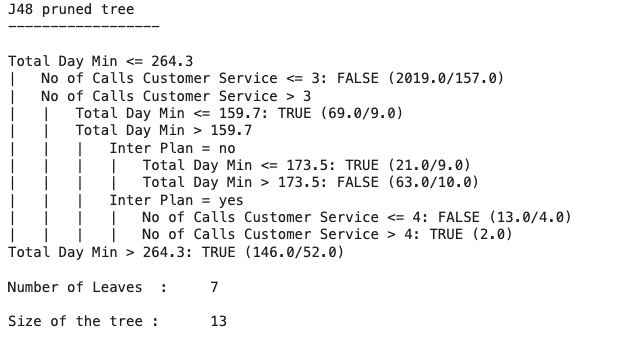 J48 pruned tree
------------------
Total Day Min <= 264.3
|   No of Calls Customer Service <= 3: FALSE (2019.0/157.0)
|   No of Calls Customer Service > 3
|   |   Total Day Min <= 159.7: TRUE (69.0/9.0)
|   |   Total Day Min > 159.7
|   |   |   Inter Plan = no
|   |   |   |   Total Day Min <= 173.5: TRUE (21.0/9.0)
|   |   |   |   Total Day Min > 173.5: FALSE (63.0/10.0)
|   |   |   Inter Plan = yes
|   |   |   |   No of Calls Customer Service <= 4: FALSE (13.0/4.0)
|   |   |   |   No of Calls Customer Service > 4: TRUE (2.0)
Total Day Min > 264.3: TRUE (146.0/52.0)
Number of Leaves  :     7
Size of the tree :      13